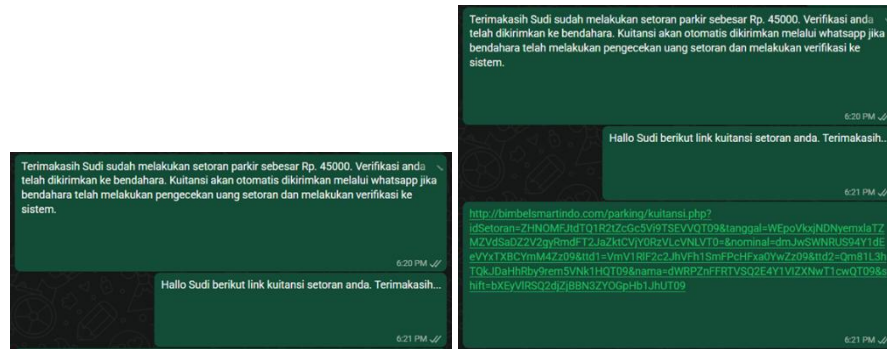 Terimakasih Sudi sudah melakukan setoran parkir sebesar Rp. 45000. Verifikasi anda
telah dikirimkan ke bendahara. Kuitansi akan otomatis dikirimkan melalui whatsapp jika
bendahara telah melakukan pengecekan uang setoran dan melakukan verifikasi ke
sistem.
6:20 PM
Hallo Sudi berikut link kuitansi setoran anda. Terimakasih...
6:21 PM
Terimakasih Sudi sudah melakukan setoran parkir sebesar Rp. 45000. Verifikasi anda
telah dikirimkan ke bendahara. Kuitansi akan otomatis dikirimkan melalui whatsapp jika
bendahara telah melakukan pengecekan uang setoran dan melakukan verifikasi ke
sistem.
6:20 PM
Hallo Sudi berikut link kuitansi setoran anda. Terimakasih...
6:21 PM
http://bimbelsmartindo.com/parking/kuitansi.php?
6:21 PM